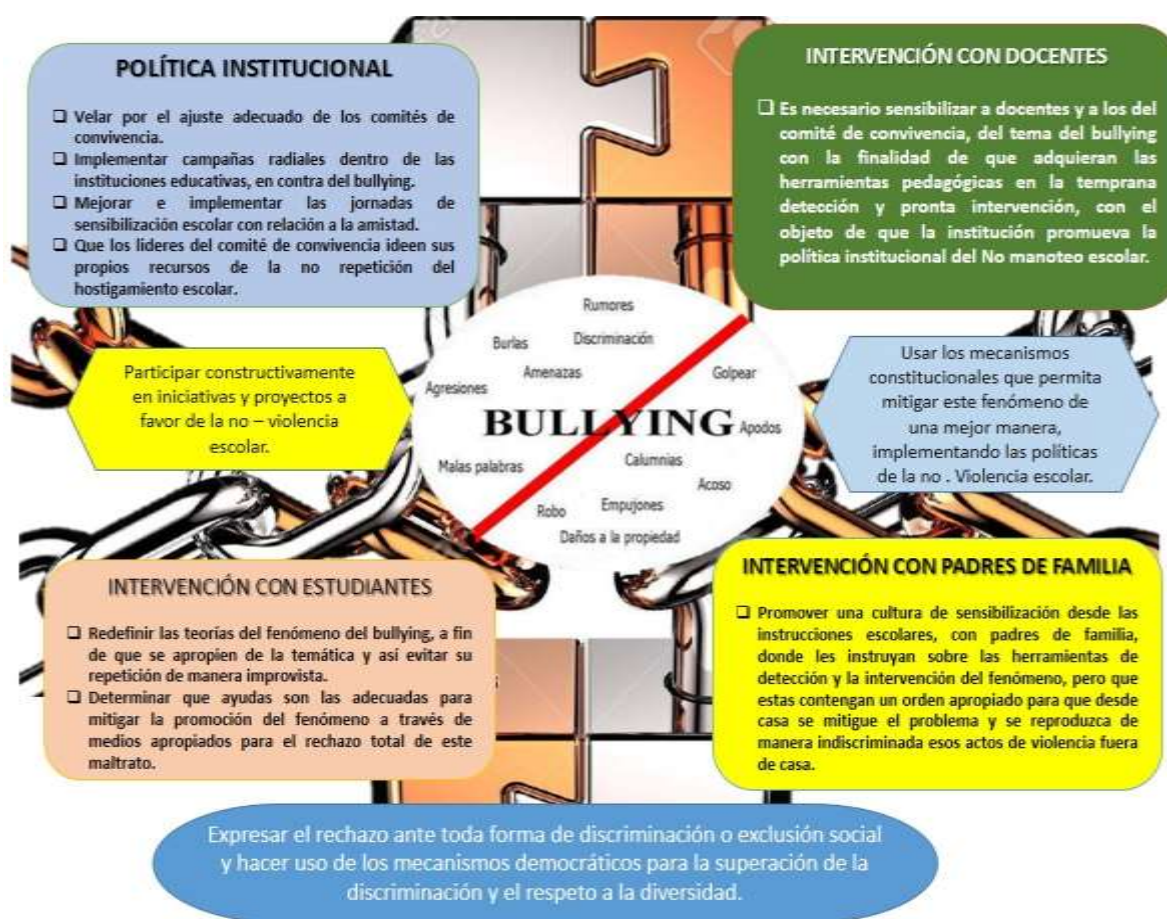 POLÍTICA INSTITUCIONAL
❑ Velar por el ajuste adecuado de los comités de
convivencia.
❑ Implementar campañas radiales dentro de las
instituciones educativas, en contra del bullying.
❑ Mejorar e implementar las jornadas de
sensibilización escolar con relación a la amistad.
❑ Que los lideres del comité de convivencia ideen sus
propios recursos de la no repetición del
hostigamiento escolar.
INTERVENCIÓN CON DOCENTES
❑ Es necesario sensibilizar a docentes y a los del
comité de convivencia, del tema del bullying
con la finalidad de que adquieran las
herramientas pedagógicas en la temprana
detección y pronta intervención, con el
objeto de que la institución promueva la
política institucional del No manoteo escolar.
Participar constructivamente
en iniciativas y proyectos a
favor de la no – violencia
escolar.
Rumores
Burlas
Discriminación
Amenazas
Golpear
Agresiones
BULLYING
Apodos
Malas palabras
Calumnias
Acoso
Robo
Empujones
Daños a la propiedad
Usar los mecanismos
constitucionales que permita
mitigar este fenómeno de
una mejor manera,
implementando las políticas
de la no . Violencia escolar.
INTERVENCIÓN CON ESTUDIANTES
❑ Redefinir las teorías del fenómeno del bullying, a fin
de que se apropien de la temática y así evitar su
repetición de manera improvista.
❑ Determinar que ayudas son las adecuadas para
mitigar la promoción del fenómeno a través de
medios apropiados para el rechazo total de este
maltrato.
INTERVENCIÓN CON PADRES DE FAMILIA
❑ Promover una cultura de sensibilización desde las
instrucciones escolares, con padres de familia,
donde les instruyan sobre las herramientas de
detección y la intervención del fenómeno, pero que
estas contengan un orden apropiado para que desde
casa se mitigue el problema y se reproduzca de
manera indiscriminada esos actos de violencia fuera
de casa.
Expresar el rechazo ante toda forma de discriminación o exclusión social
y hacer uso de los mecanismos democráticos para la superación de la
discriminación y el respeto a la diversidad.